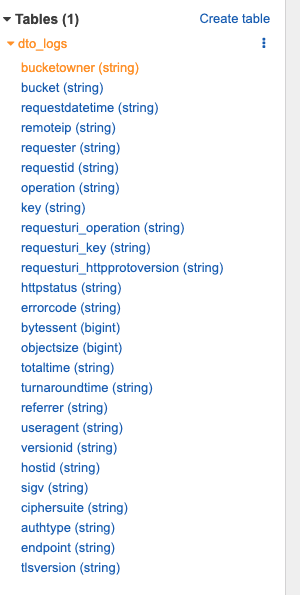 Tables (1) Create table
dto_logs
bucketowner (string)
bucket (string)
requestdatetime (string)
remoteip (string)
requester (string)
requestid (string)
operation (string)
key (string)
requesturi_operation (string)
requesturi_key (string)
requesturi_httpprotoversion (string)
httpstatus (string)
errorcode (string)
bytessent (bigint)
objectsize (bigint)
totaltime (string)
turnaroundtime (string)
referrer (string)
useragent (string)
versionid (string)
hostid (string)
sigv (string)
ciphersuite (string)
authtype (string)
endpoint (string)
tlsversion (string)